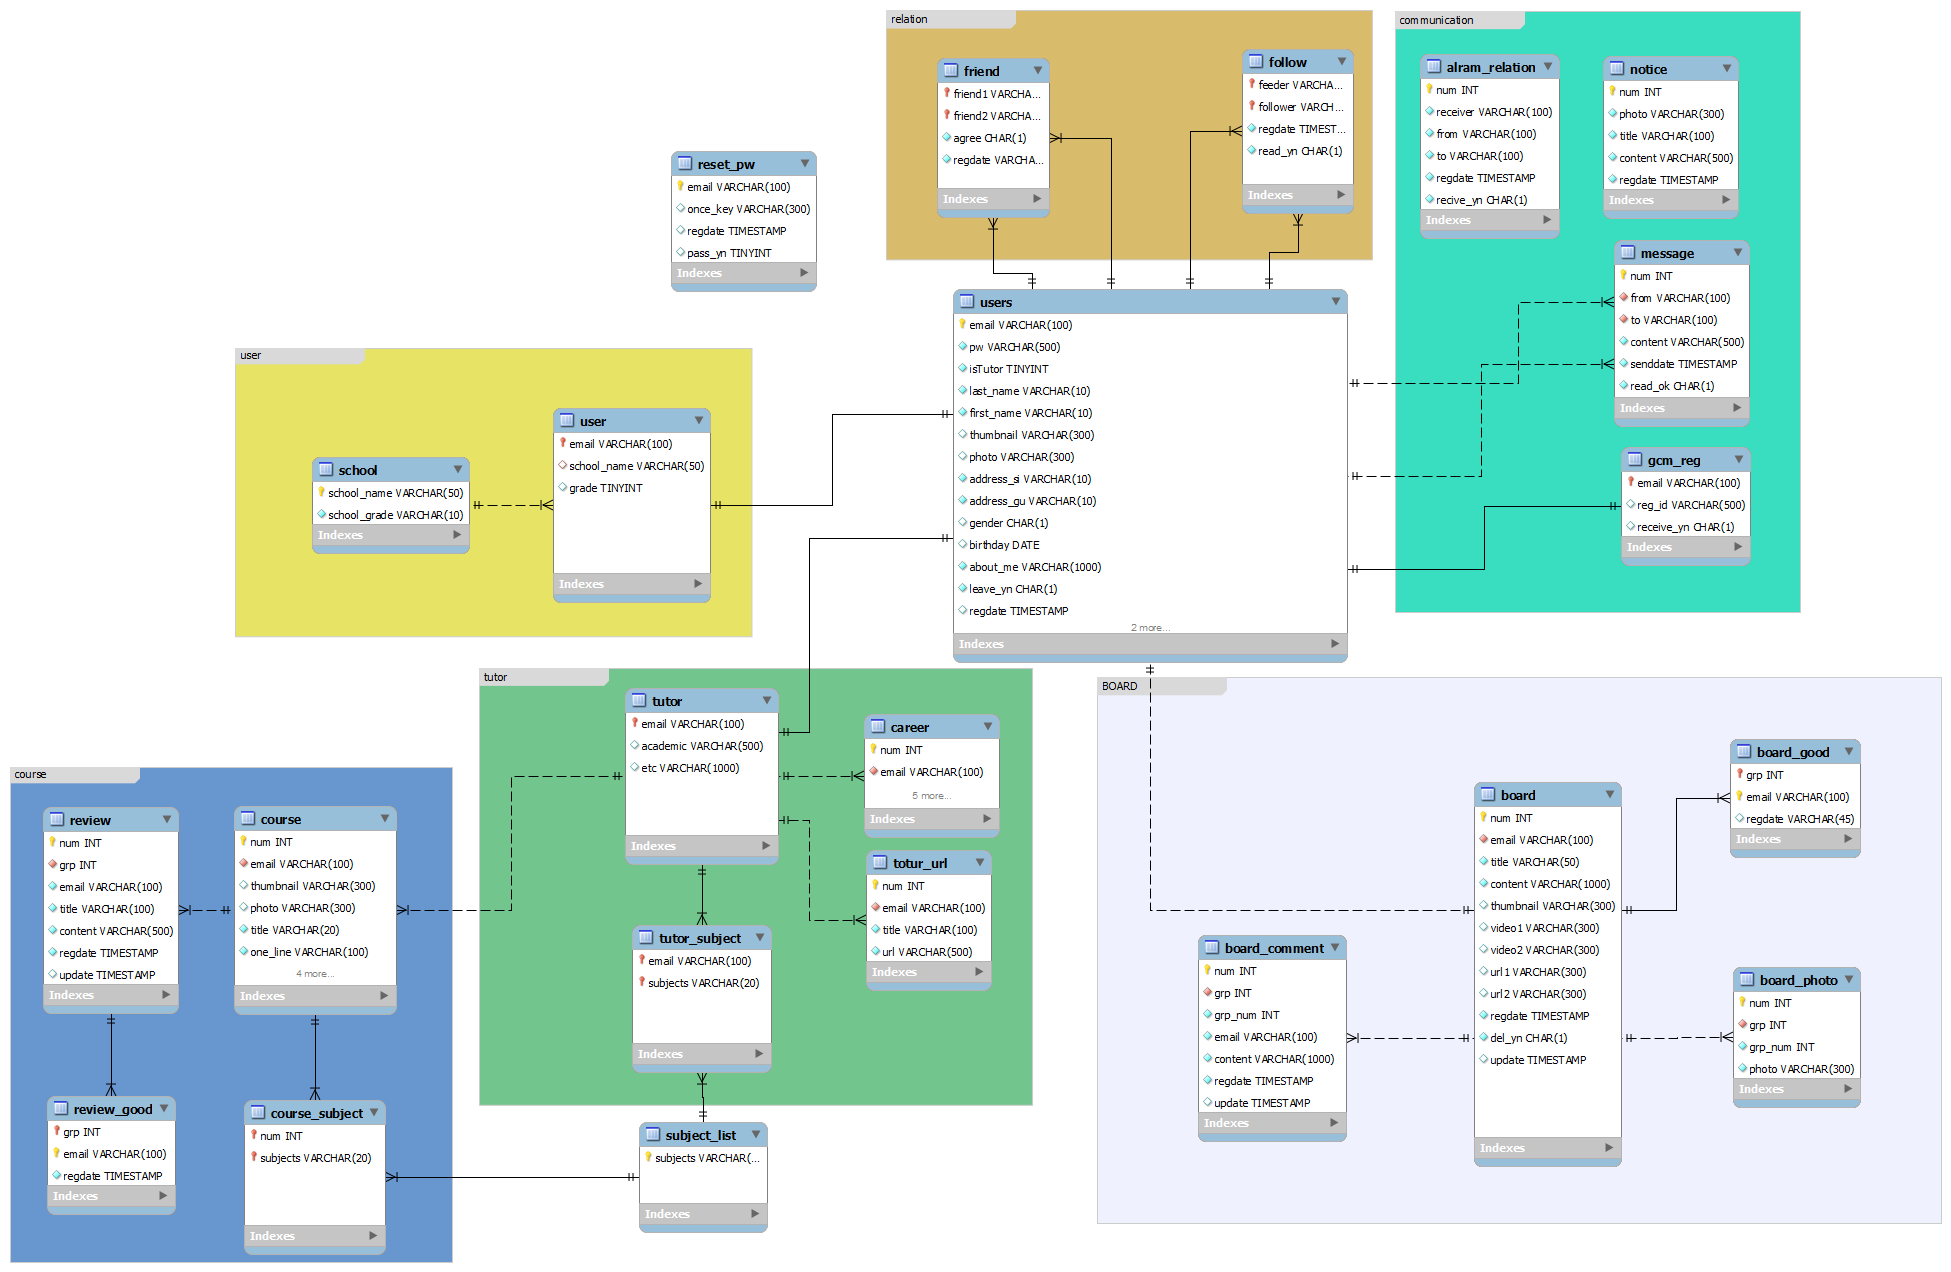 relation
friend
friend1 VARCHA...
friend2 VARCHA...
agree CHAR(1)
regdate VARCHA...
Indexes
follow
feeder VARCHA...
follower VARCH...
regdate TIMEST...
read_yn CHAR(1)
Indexes
communication
alram_relation
num INT
receiver VARCHAR(100)
from VARCHAR(100)
to VARCHAR(100)
regdate TIMESTAMP
recive_yn CHAR(1)
Indexes
notice
num INT
photo VARCHAR(300)
title VARCHAR(100)
content VARCHAR(500)
regdate TIMESTAMP
Indexes
message
num INT
from VARCHAR(100)
to VARCHAR(100)
content VARCHAR(500)
senddate TIMESTAMP
read_ok CHAR(1)
Indexes
gcm_reg
email VARCHAR(100)
reg_id VARCHAR(500)
receive_yn CHAR(1)
Indexes
reset_pw
email VARCHAR(100)
once_key VARCHAR(300)
regdate TIMESTAMP
pass_yn TINYINT
Indexes
users
email VARCHAR(100)
pw VARCHAR(500)
isTutor TINYINT
last_name VARCHAR(10)
first_name VARCHAR(10)
thumbnail VARCHAR(300)
photo VARCHAR(300)
address_si VARCHAR(10)
address_gu VARCHAR(10)
gender CHAR(1)
birthday DATE
about_me VARCHAR(1000)
leave_yn CHAR(1)
regdate TIMESTAMP
2 more...
Indexes
user
user
email VARCHAR(100)
school_name VARCHAR(50)
grade TINYINT
Indexes
school
school_name VARCHAR(50)
school_grade VARCHAR(10)
Indexes
tutor
tutor
email VARCHAR(100)
academic VARCHAR(500)
etc VARCHAR(1000)
Indexes
career
num INT
email VARCHAR(100)
5 more...
Indexes
totur_url
num INT
email VARCHAR(100)
title VARCHAR(100)
url VARCHAR(500)
Indexes
tutor_subject
email VARCHAR(100)
subjects VARCHAR(20)
Indexes
subject_list
subjects VARCHAR(...
Indexes
course
review
num INT
grp INT
email VARCHAR(100)
title VARCHAR(100)
content VARCHAR(500)
regdate TIMESTAMP
update TIMESTAMP
Indexes
course
num INT
email VARCHAR(100)
thumbnail VARCHAR(300)
photo VARCHAR(300)
title VARCHAR(20)
one_line VARCHAR(100)
4 more...
Indexes
review_good
grp INT
email VARCHAR(100)
regdate TIMESTAMP
Indexes
course_subject
num INT
subjects VARCHAR(20)
Indexes
BOARD
board
num INT
email VARCHAR(100)
title VARCHAR(50)
content VARCHAR(1000)
thumbnail VARCHAR(300)
video1 VARCHAR(300)
video2 VARCHAR(300)
url1 VARCHAR(300)
url2 VARCHAR(300)
regdate TIMESTAMP
del_yn CHAR(1)
update TIMESTAMP
Indexes
board_good
grp INT
email VARCHAR(100)
regdate VARCHAR(45)
Indexes
board_comment
num INT
grp INT
grp_num INT
email VARCHAR(100)
content VARCHAR(1000)
regdate TIMESTAMP
update TIMESTAMP
Indexes
board_photo
num INT
grp INT
grp_num INT
photo VARCHAR(300)
Indexes